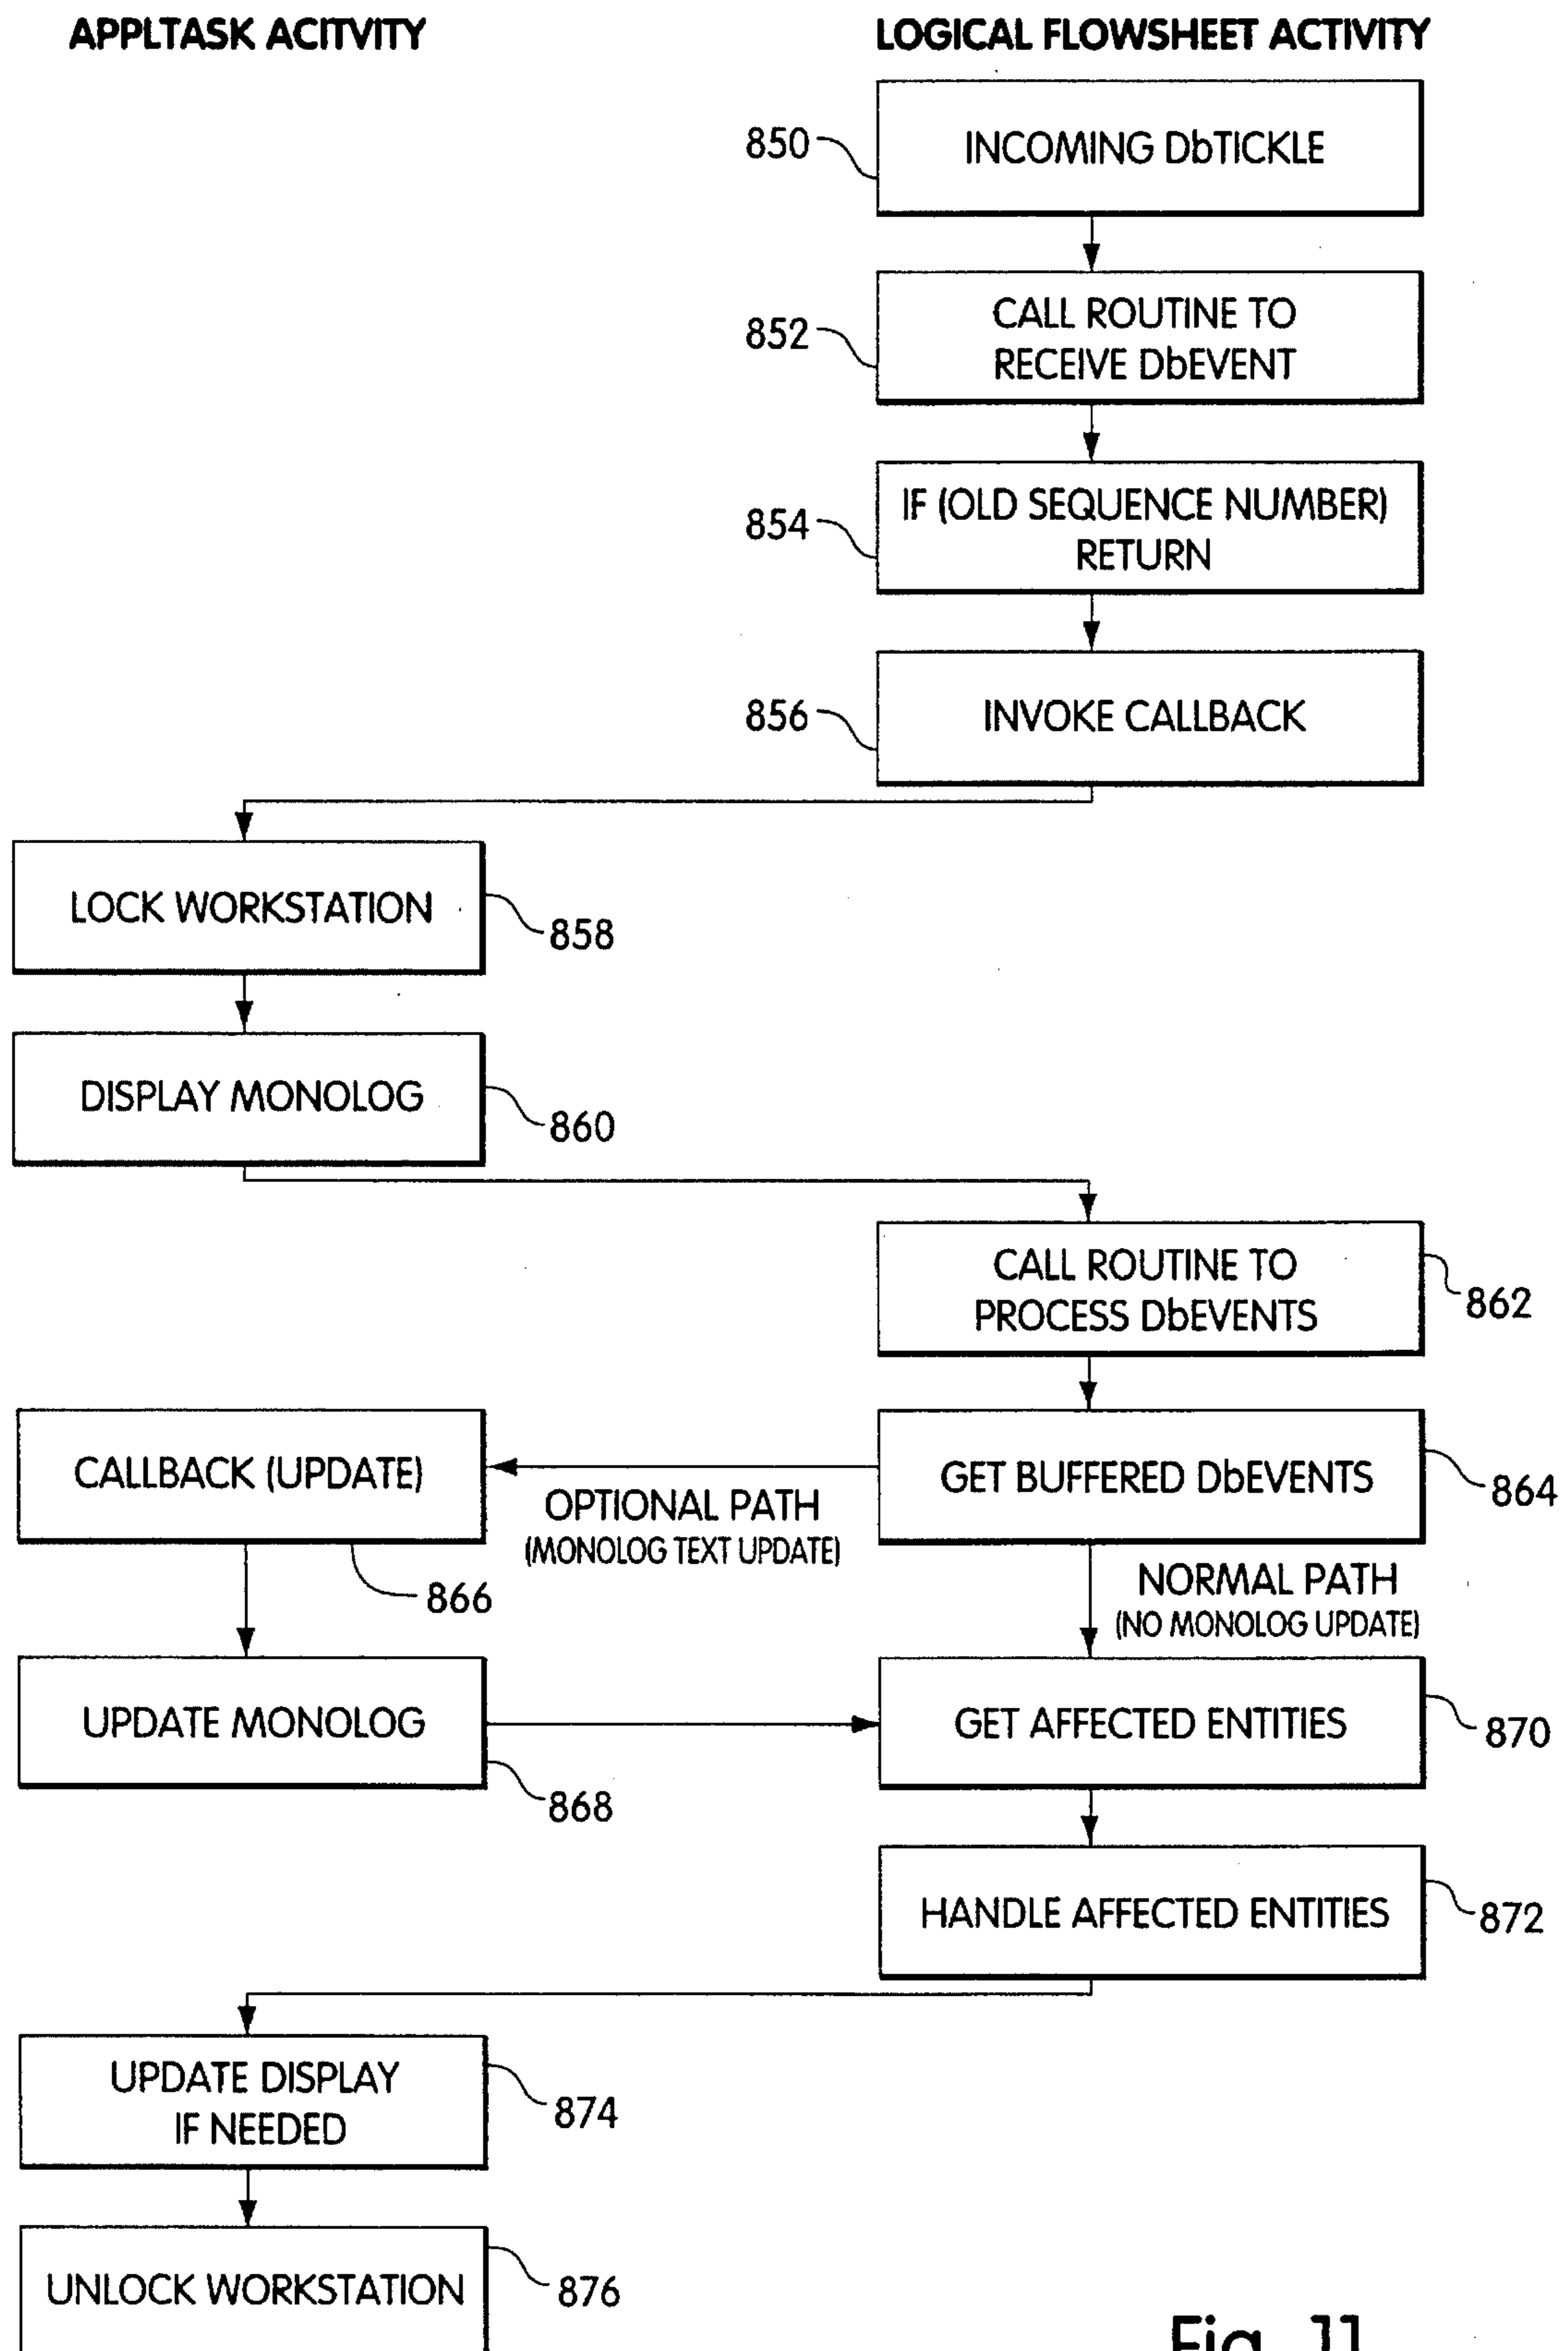 APPLTASK ACITVITY
LOGICAL FLOWSHEET ACTIVITY
850
INCOMING DbTICKLE
852
CALL ROUTINE TO
RECEIVE DbEVENT
854
IF (OLD SEQUENCE NUMBER)
RETURN
856
INVOKE CALLBACK
LOCK WORKSTATION
858
DISPLAY MONOLOG
860
CALL ROUTINE TO
PROCESS DbEVENTS
862
CALLBACK (UPDATE)
866
OPTIONAL PATH
(MONOLOG TEXT UPDATE)
GET BUFFERED DbEVENTS
864
NORMAL PATH
(NO MONOLOG UPDATE)
UPDATE MONOLOG
868
GET AFFECTED ENTITIES
870
HANDLE AFFECTED ENTITIES
872
UPDATE DISPLAY
IF NEEDED
874
UNLOCK WORKSTATION
876
Fig. 11